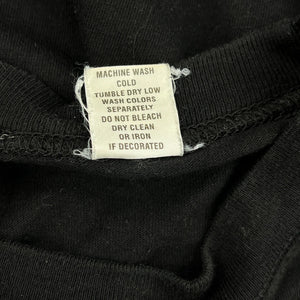 MACHINE WASH
COLD
TUMBLE DRY LOW
WASH COLORS
SEPARATELY
DO NOT BLEACH
DRY CLEAN
OR IRON
IF DECORATED